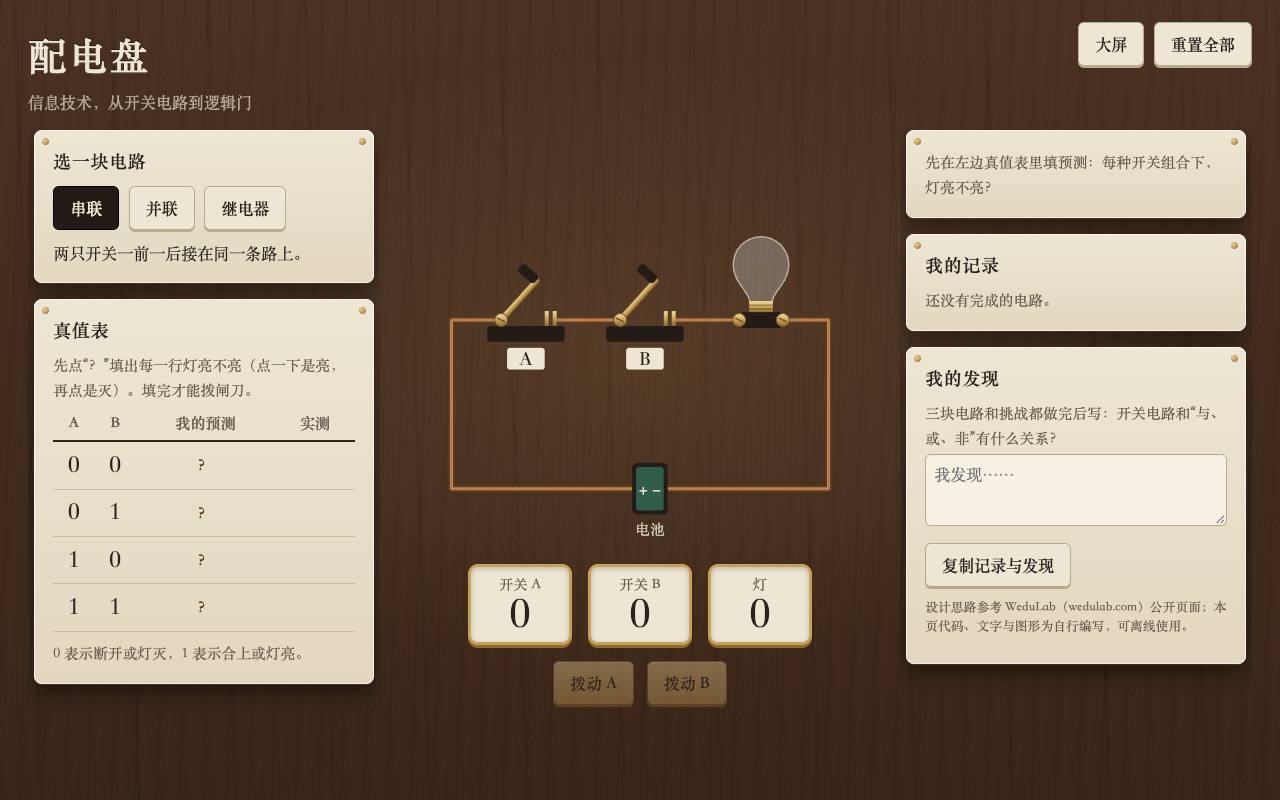 配电盘
信息技术，从开关电路到逻辑门
大屏
重置全部
选一块电路
串联
并联
继电器
两只开关一前一后接在同一条路上。
真值表
先点“？”填出每一行灯亮不亮（点一下是亮，
再点是灭）。填完才能拨闸刀。
A B 我的预测 实测
0 0 ?
0 1 ?
1 0 ?
1 1 ?
0 表示断开或灯灭，1 表示合上或灯亮。
A
B
+ −
电池
开关 A
0
开关 B
0
灯
0
拨动 A
拨动 B
先在左边真值表里填预测：每种开关组合下，
灯亮不亮？
我的记录
还没有完成的电路。
我的发现
三块电路和挑战都做完后写：开关电路和“与、
或、非”有什么关系？
我发现……
复制记录与发现
设计思路参考 WeduLab（wedulab.com）公开页面；本
页代码、文字与图形为自行编写，可离线使用。